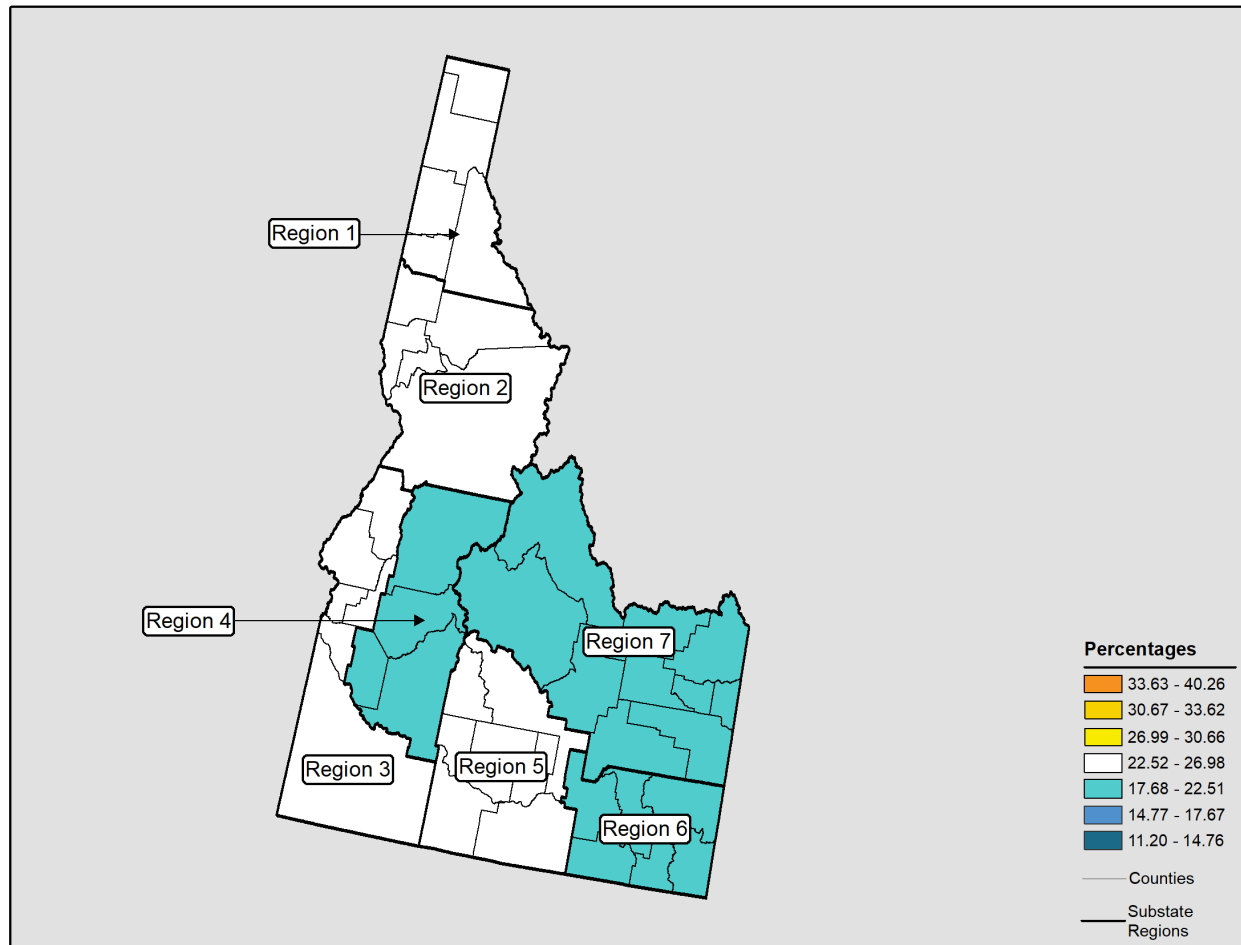 Region 1
Region 2
Region 4
Region 7
Region 3
Region 5
Region 6
Percentages
33.63 - 40.26
30.67 - 33.62
26.99 - 30.66
22.52 - 26.98
17.68 - 22.51
14.77 - 17.67
11.20 - 14.76
Counties
Substate
Regions